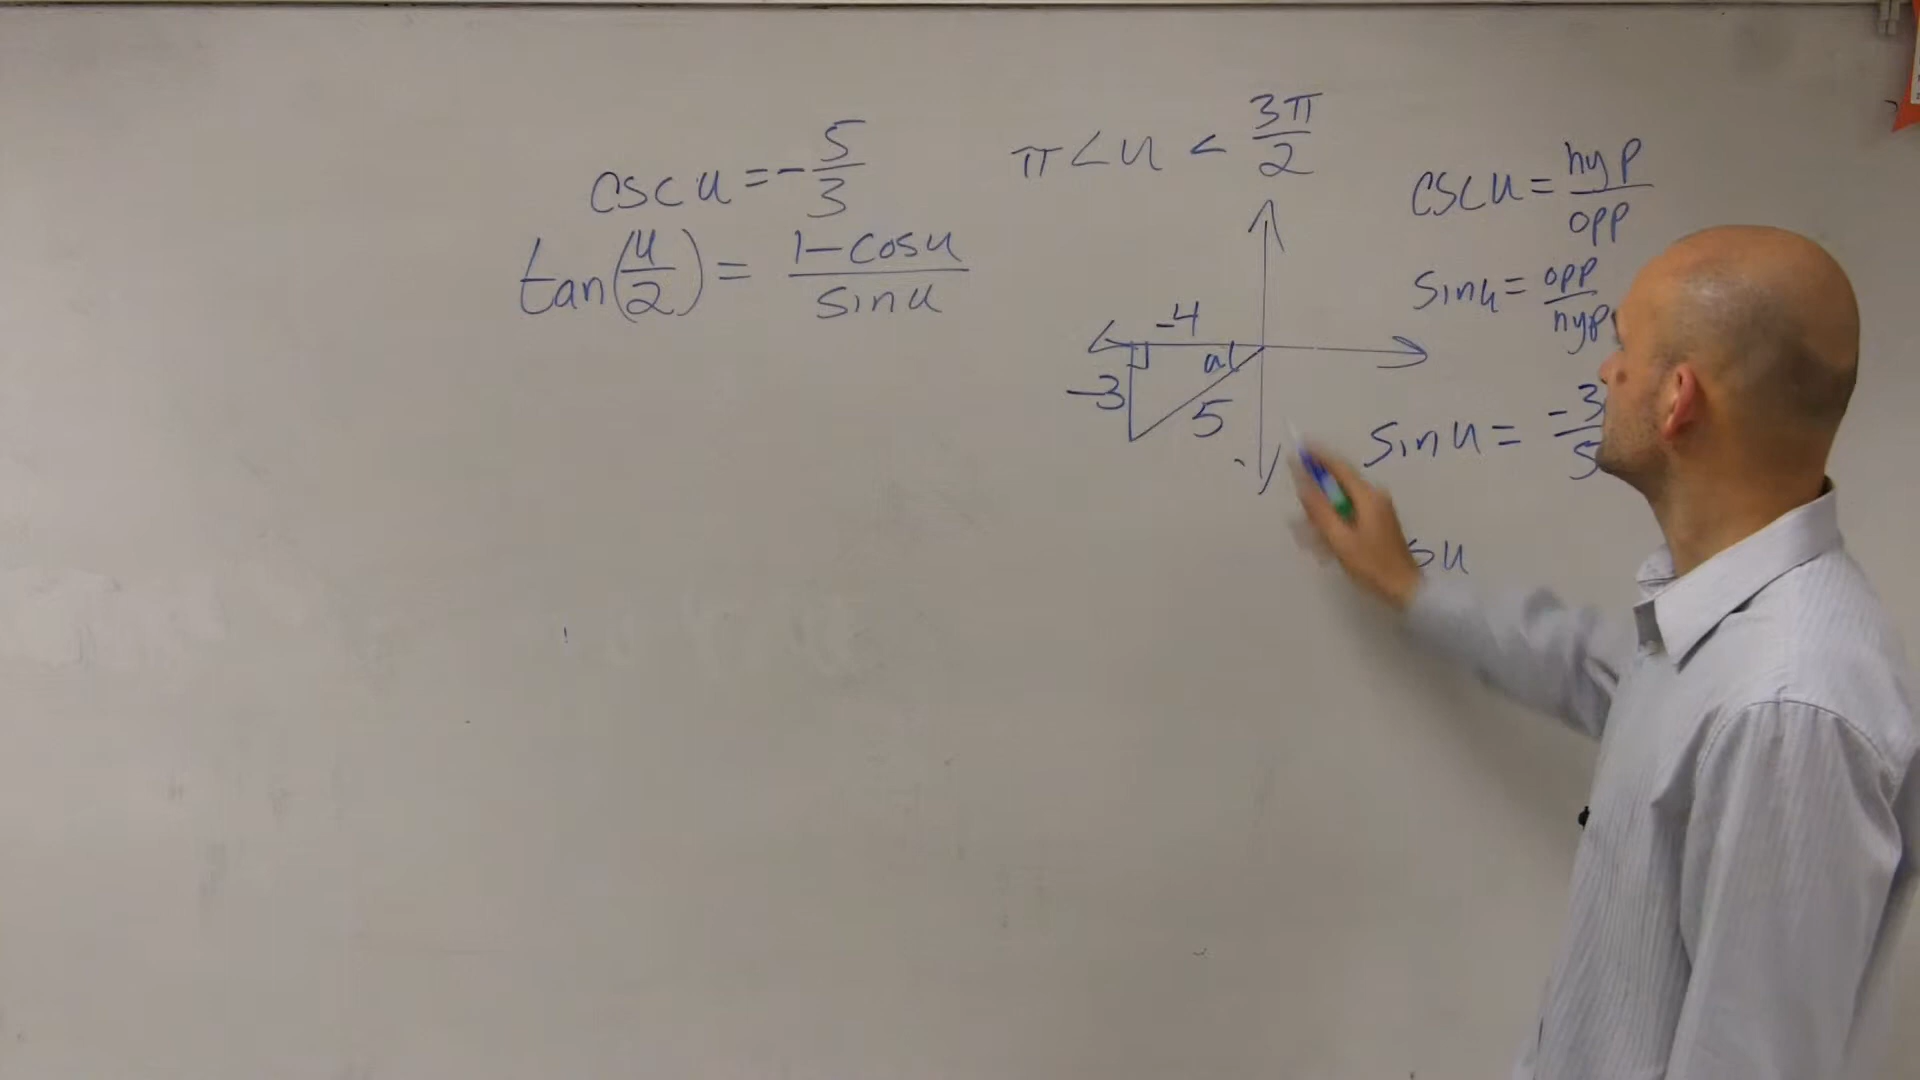 csc u = - 5/3
π < u < 3π/2
tan(u/2) = (1 - cos u)/(sin u)
csc u = hyp/opp
sin u = opp/hyp
-4
u
-3
5
sin u = -3/5
s u